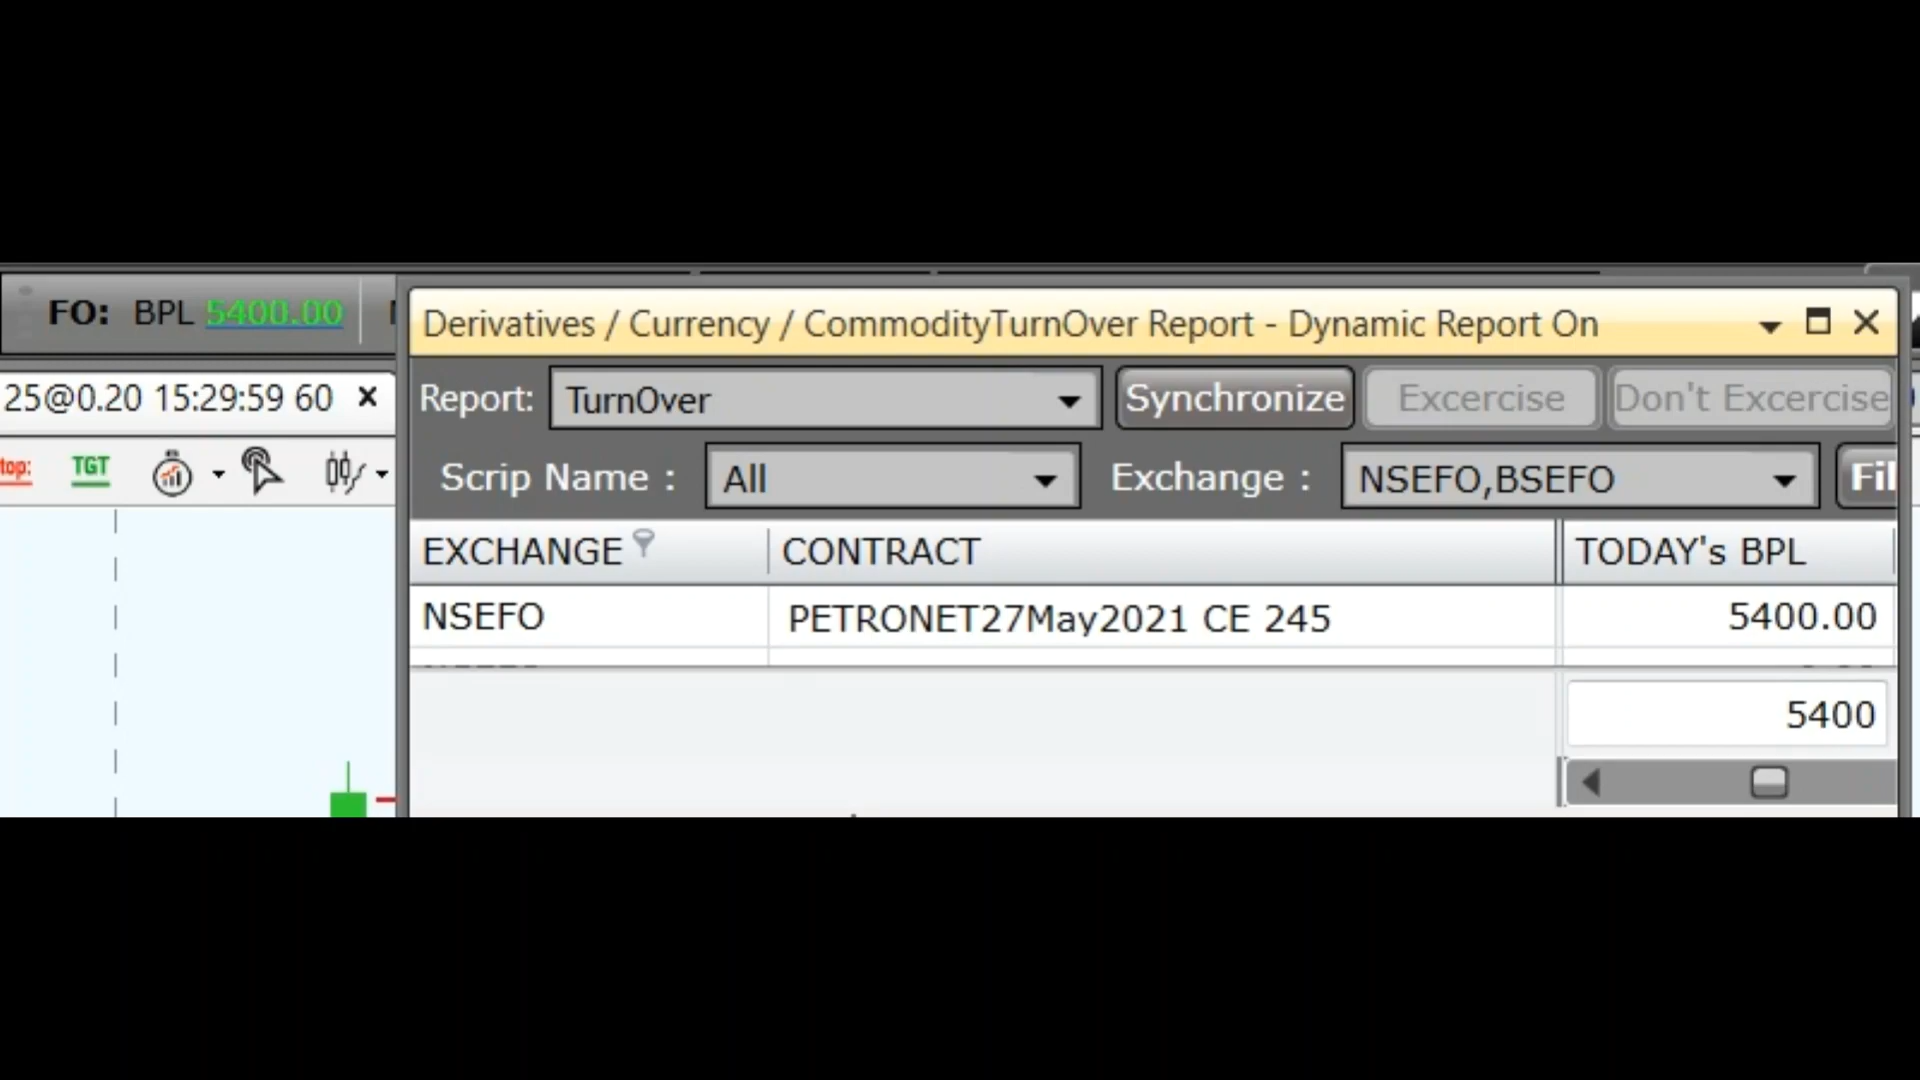 FO: BPL 5400.00
Derivatives / Currency / CommodityTurnOver Report - Dynamic Report On
25@0.20 15:29:59 60
Report: TurnOver Synchronize Excercise Don't Excercise
TGT
Scrip Name : All Exchange : NSEFO,BSEFO
EXCHANGE CONTRACT TODAY's BPL
NSEFO PETRONET27May2021 CE 245 5400.00
5400